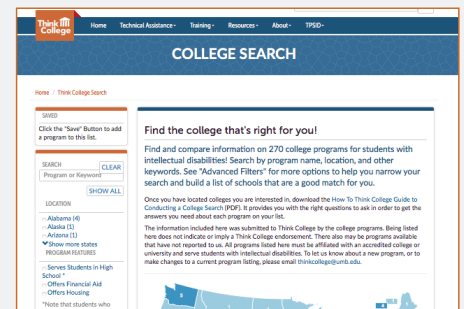 Think
College
Home Technical Assistance Training Resources About TPSID
COLLEGE SEARCH
Home / Think College Search
SAVED
Click the "Save" Button to add
a program to this list.
SEARCH
CLEAR
Program or Keyword
SHOW ALL
LOCATION
Alabama (4)
Alaska (1)
Arizona (1)
Show more states
PROGRAM FEATURES
Serves Students in High
School *
Offers Financial Aid
Offers Housing
*Note that students who
Find the college that's right for you!
Find and compare information on 270 college programs for students with
intellectual disabilities! Search by program name, location, and other
keywords. See "Advanced Filters" for more options to help you narrow your
search and build a list of schools that are a good match for you.
Once you have located colleges you are interested in, download the How To Think College Guide to
Conducting a College Search (PDF). It provides you with the right questions to ask in order to get the
answers you need about each program on your list.
The information included here was submitted to Think College by the college programs. Being listed
here does not indicate or imply a Think College endorsement. There also may be programs available
that have not reported to us. All programs listed here must be affiliated with an accredited college or
university and serve students with intellectual disabilities. To let us know about a new program, or to
make changes to a current program listing, please email thinkcollege@umb.edu.